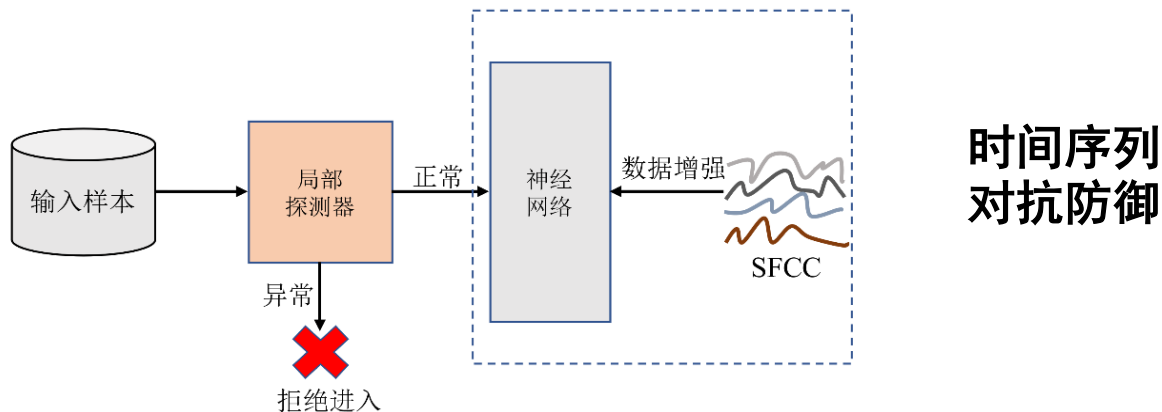 输入样本
局部
探测器
正常
异常
拒绝进入
神经
网络
数据增强
SFCC
时间序列
对抗防御